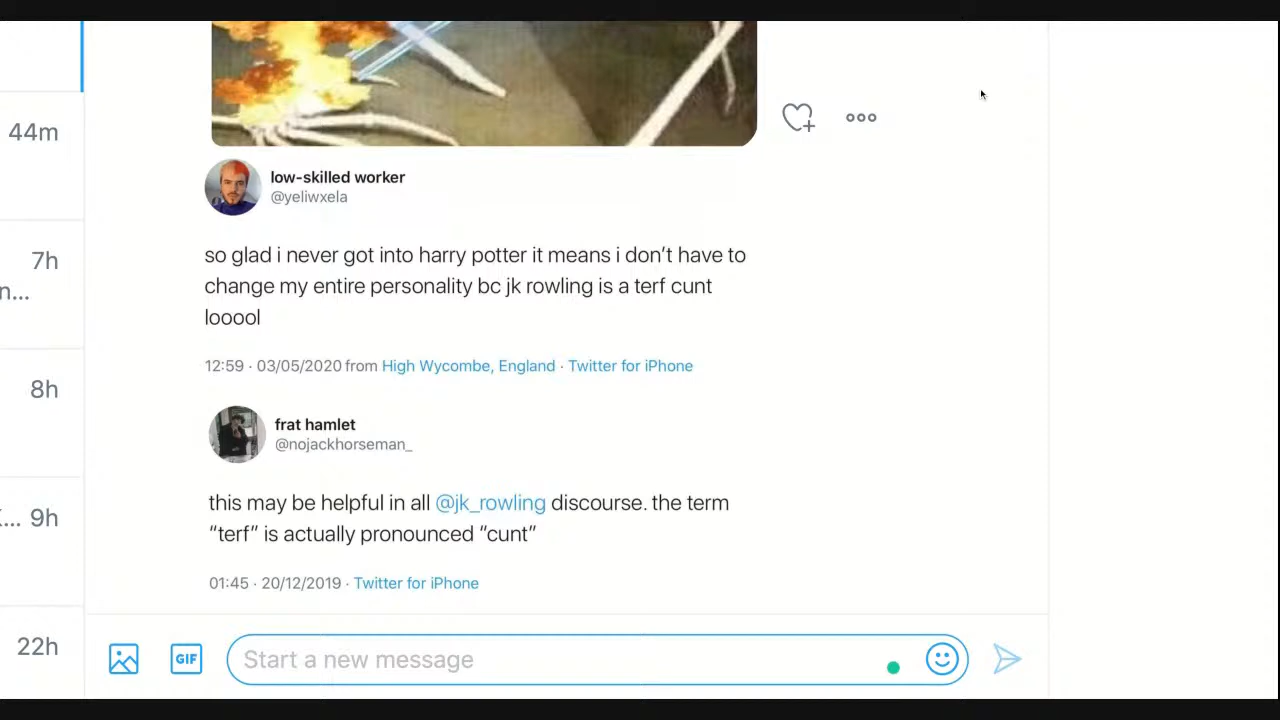 44m
low-skilled worker
@yeliwxela
7h
so glad i never got into harry potter it means i don’t have to
n...
change my entire personality bc jk rowling is a terf cunt
looool
12:59 · 03/05/2020 from High Wycombe, England · Twitter for iPhone
8h
frat hamlet
@nojackhorseman_
this may be helpful in all @jk_rowling discourse. the term
“terf” is actually pronounced “cunt”
... 9h
01:45 · 20/12/2019 · Twitter for iPhone
22h
GIF
Start a new message